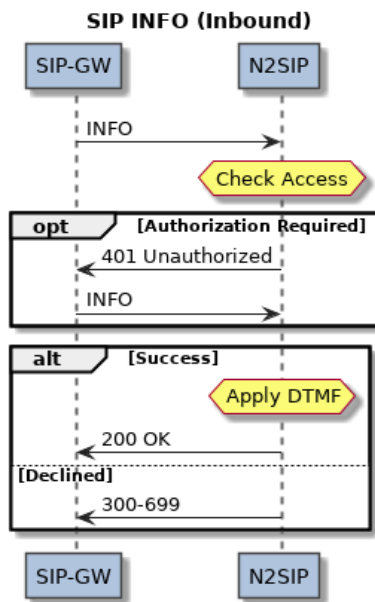 SIP INFO (Inbound)
SIP-GW
N2SIP
INFO
Check Access
opt
[Authorization Required]
401 Unauthorized
INFO
alt
[Success]
Apply DTMF
200 OK
[Declined]
300-699
SIP-GW
N2SIP